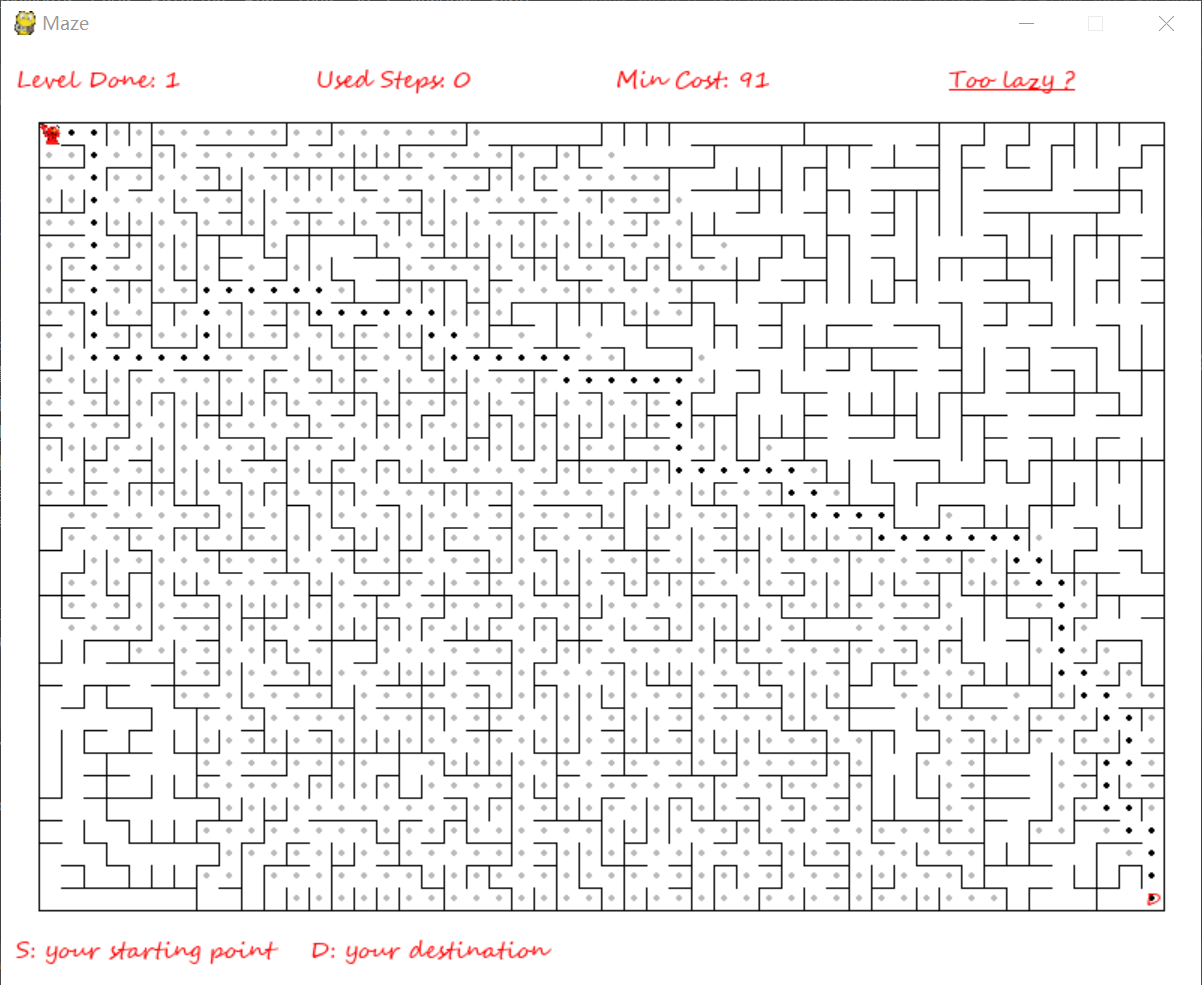 Maze
Level Done: 1 Used Steps: 0 Min Cost: 91 Too lazy ?
D
S: your starting point D: your destination